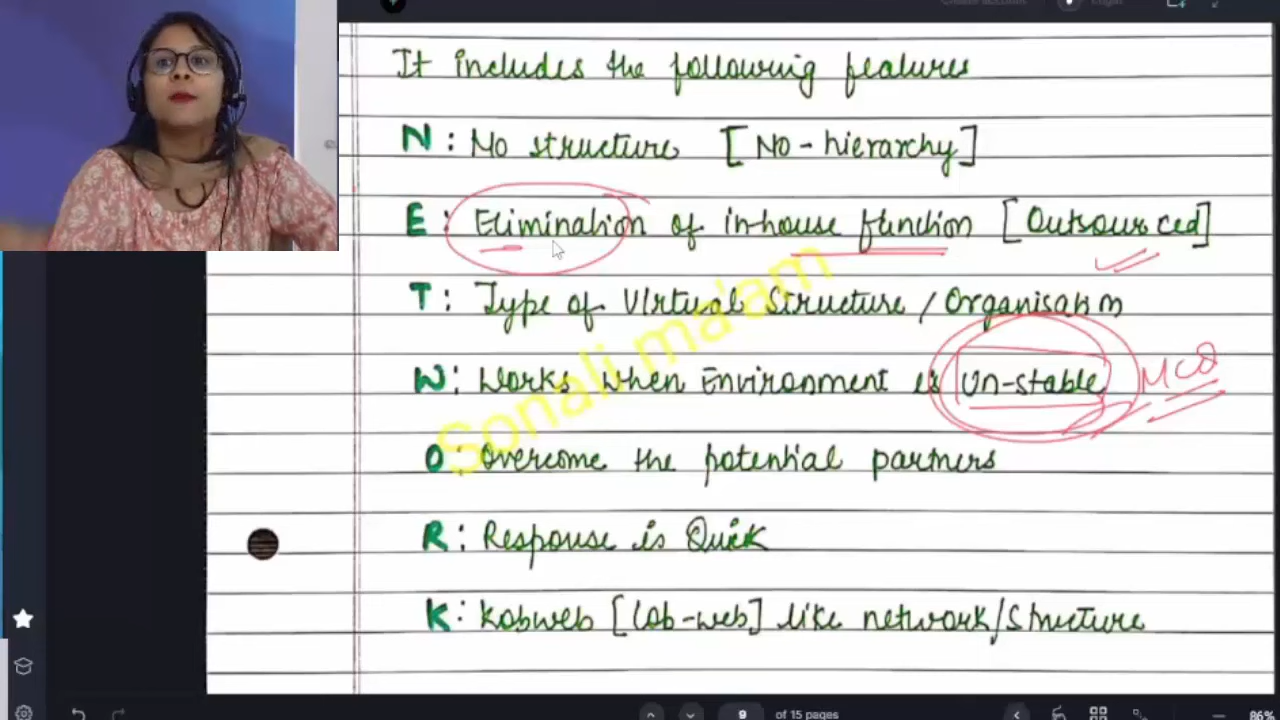 It includes the following features
N : No structure [No-hierarchy]
E : Elimination of in-house function [Outsourced]
T : Type of Virtual Structure / Organisation
W : Works when Environment is Un-stable MCQ
O : Overcome the potential partners
R : Response is Quick
K : Kobweb [Cob-web] like network/Structure
Sonali ma'am
9 of 15 pages
86%